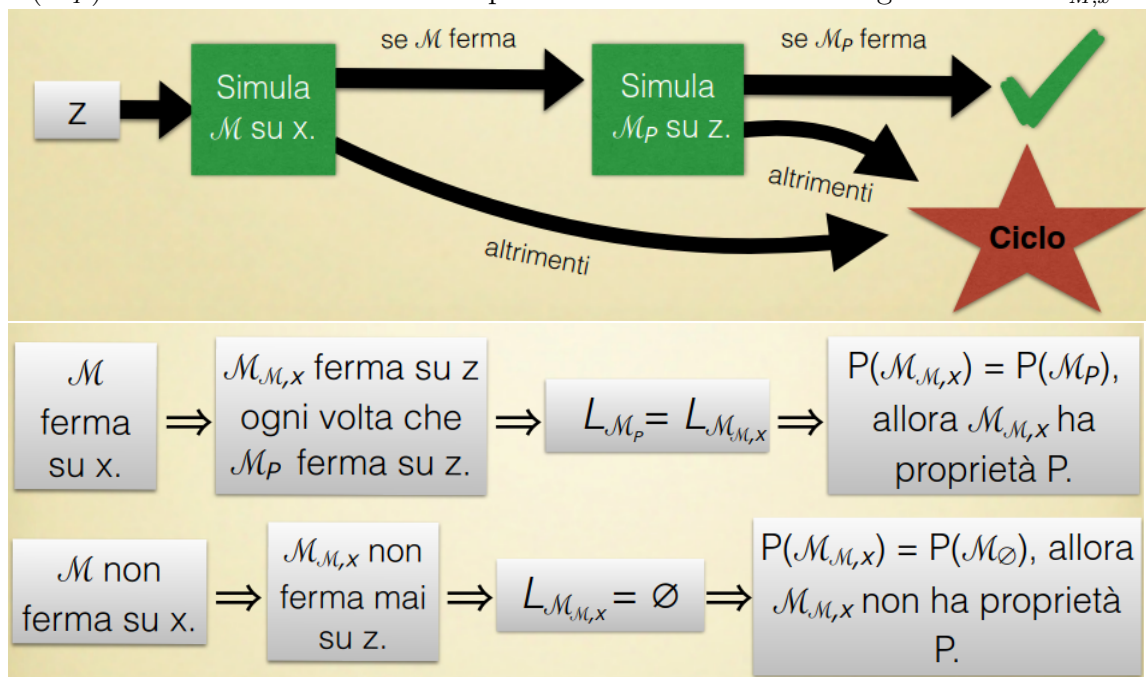 se ℳ ferma
se ℳP ferma
z
Simula
ℳ su x.
Simula
ℳP su z.
altrimenti
altrimenti
Ciclo
ℳ
ferma
su x.
⇒
ℳℳ,x ferma su z
ogni volta che
ℳP ferma su z.
⇒
LℳP = Lℳℳ,x
⇒
P(ℳℳ,x) = P(ℳP),
allora ℳℳ,x ha
proprietà P.
ℳ non
ferma su x.
⇒
ℳℳ,x non
ferma mai
su z.
⇒
Lℳℳ,x = ∅
⇒
P(ℳℳ,x) = P(ℳ∅), allora
ℳℳ,x non ha proprietà
P.